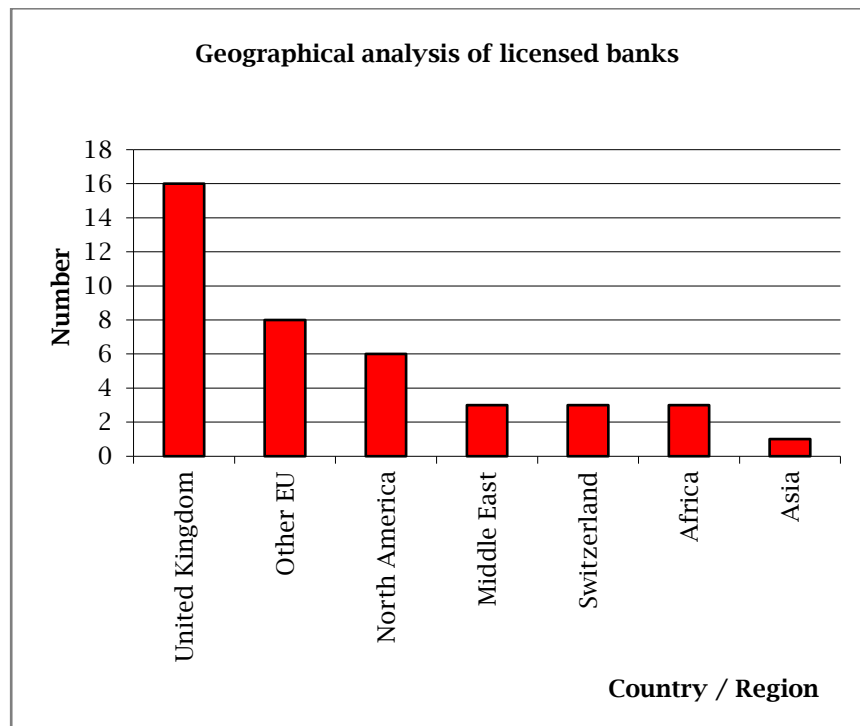 Geographical analysis of licensed banks
18
16
14
12
10
8
6
4
2
0
Number
United Kingdom
Other EU
North America
Middle East
Switzerland
Africa
Asia
Country / Region